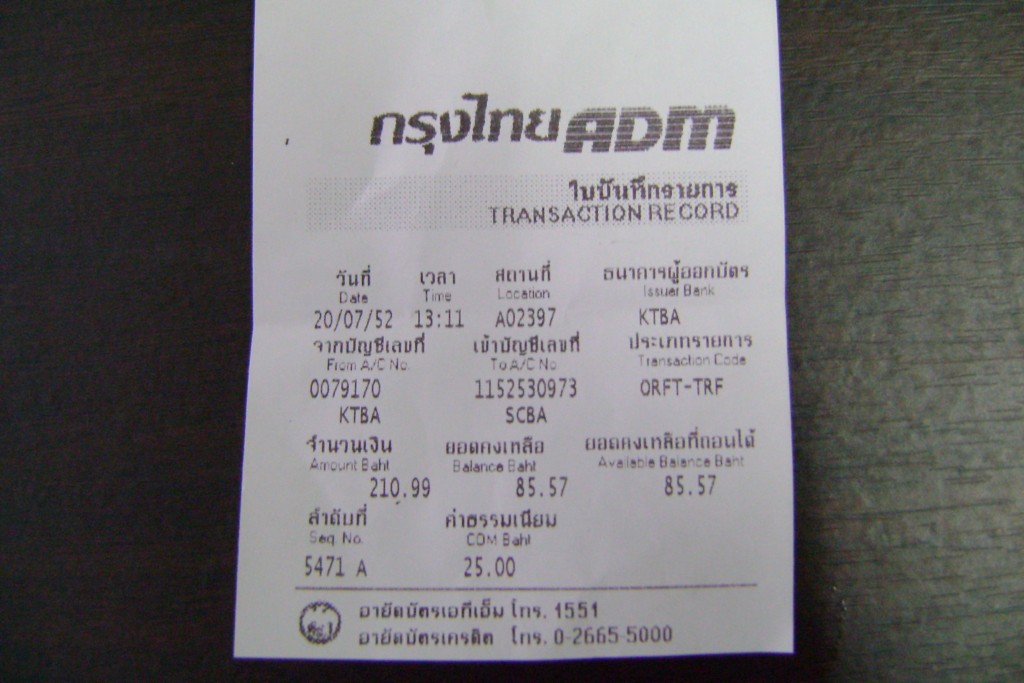 กรุงไทย ADM
ใบบันทึกรายการ
TRANSACTION RECORD
วันที่ เวลา สถานที่ ธนาคารผู้ออกบัตร
Date Time Location Issuer Bank
20/07/52 13:11 A02397 KTBA
จากบัญชีเลขที่ เข้าบัญชีเลขที่ ประเภทรายการ
From A/C No. To A/C No. Transaction Code
0079170 1152530973 ORFT-TRF
KTBA SCBA
จำนวนเงิน ยอดคงเหลือ ยอดคงเหลือที่ถอนได้
Amount Baht Balance Baht Available Balance Baht
210.99 85.57 85.57
ลำดับที่ ค่าธรรมเนียม
Seq. No. COM Baht
5471 A 25.00
อายัดบัตรเอทีเอ็ม โทร. 1551
อายัดบัตรเครดิต โทร. 0-2665-5000